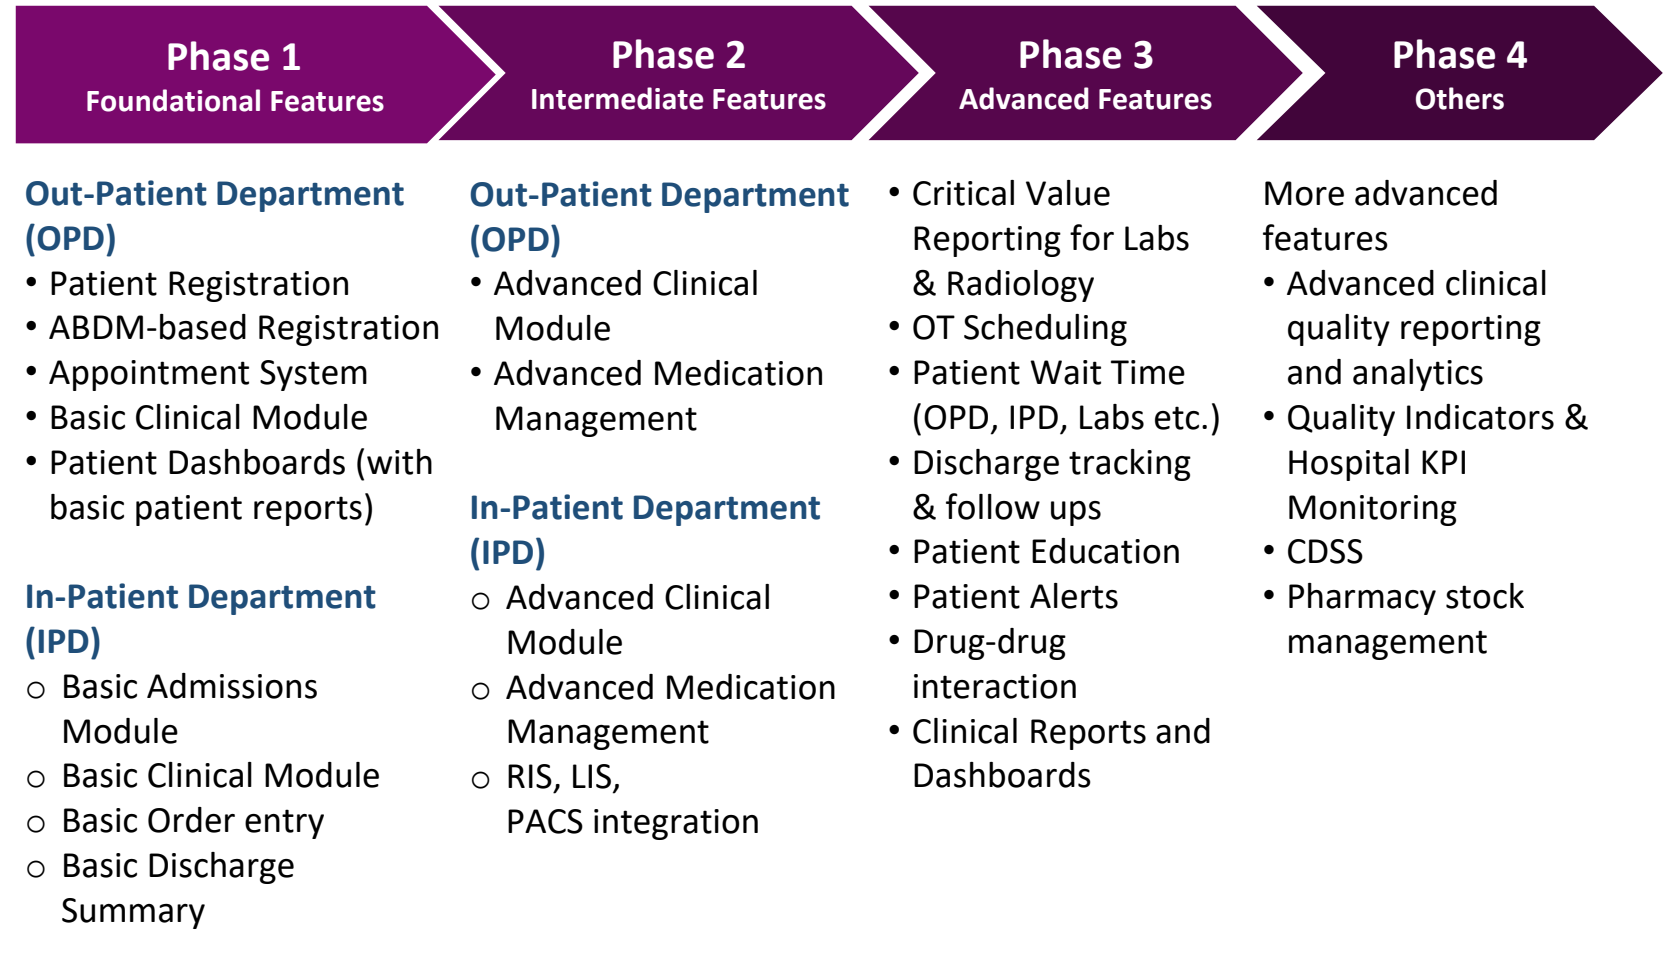 Phase 1
Foundational Features
Phase 2
Intermediate Features
Phase 3
Advanced Features
Phase 4
Others
Out-Patient Department
(OPD)
• Patient Registration
• ABDM-based Registration
• Appointment System
• Basic Clinical Module
• Patient Dashboards (with
basic patient reports)
In-Patient Department
(IPD)
o Basic Admissions
Module
o Basic Clinical Module
o Basic Order entry
o Basic Discharge
Summary
Out-Patient Department
(OPD)
• Advanced Clinical
Module
• Advanced Medication
Management
In-Patient Department
(IPD)
o Advanced Clinical
Module
o Advanced Medication
Management
o RIS, LIS,
PACS integration
• Critical Value
Reporting for Labs
& Radiology
• OT Scheduling
• Patient Wait Time
(OPD, IPD, Labs etc.)
• Discharge tracking
& follow ups
• Patient Education
• Patient Alerts
• Drug-drug
interaction
• Clinical Reports and
Dashboards
More advanced
features
• Advanced clinical
quality reporting
and analytics
• Quality Indicators &
Hospital KPI
Monitoring
• CDSS
• Pharmacy stock
management